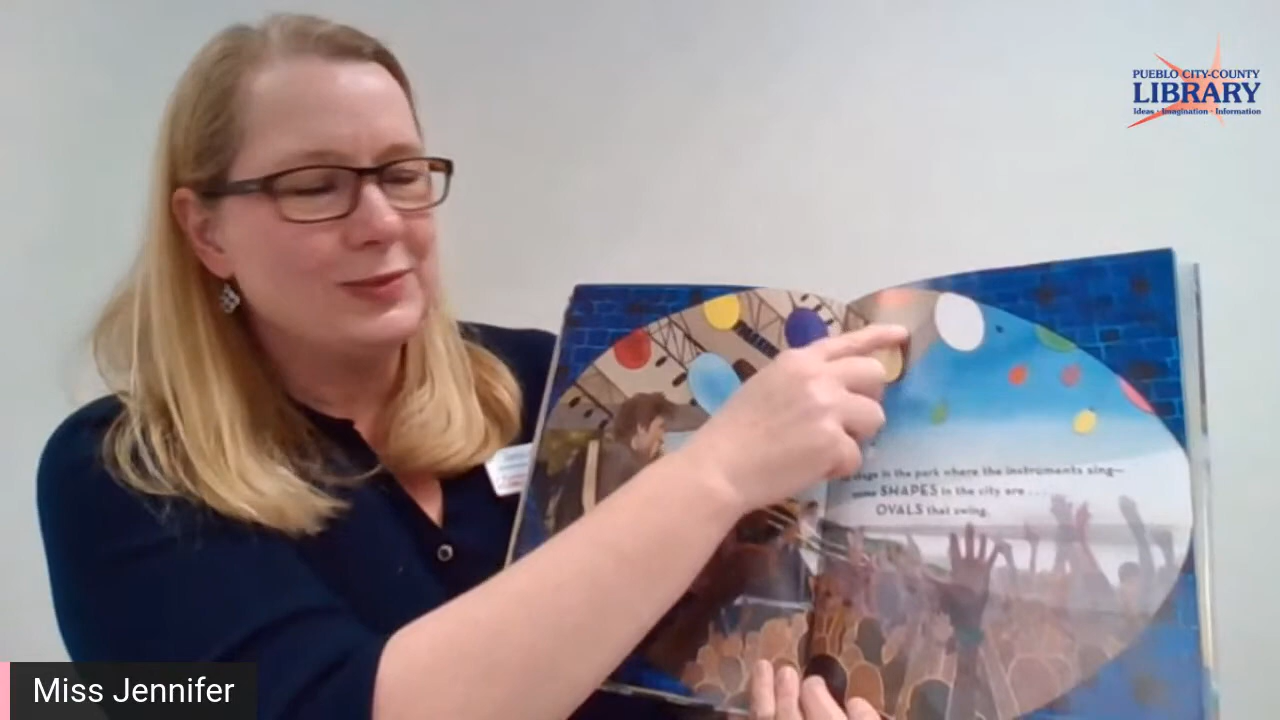 PUEBLO CITY-COUNTY
LIBRARY
Ideas • Imagination • Information
stage in the park where the instruments sing—
some SHAPES in the city are . . .
OVALS that swing.
Miss Jennifer